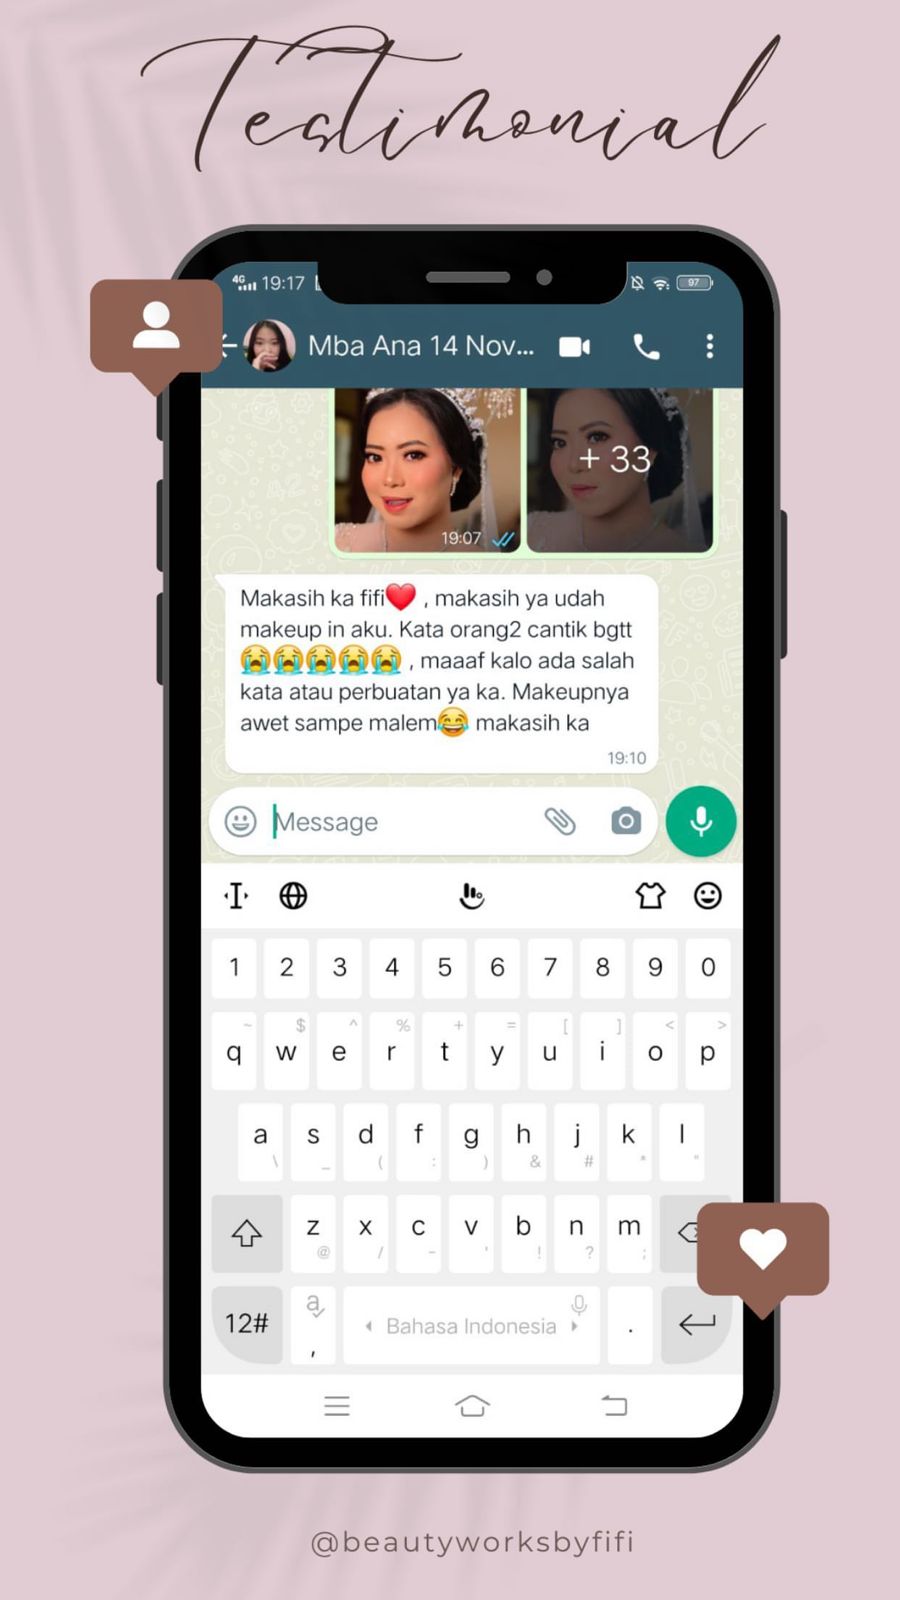 Testimonial
4G 19:17
97
Mba Ana 14 Nov...
19:07
+ 33
Makasih ka fifi❤️ , makasih ya udah
makeup in aku. Kata orang2 cantik bgtt
😭😭😭😭😭 , maaaf kalo ada salah
kata atau perbuatan ya ka. Makeupnya
awet sampe malem😂 makasih ka
19:10
Message
1 2 3 4 5 6 7 8 9 0
~ $ ^ % + = [ ] < >
q w e r t y u i o p
a s d f g h j k l
\ _ ( : ) & # * "
z x c v b n m
@ / - ' ! ? ;
12# a , Bahasa Indonesia .
@beautyworksbyfifi